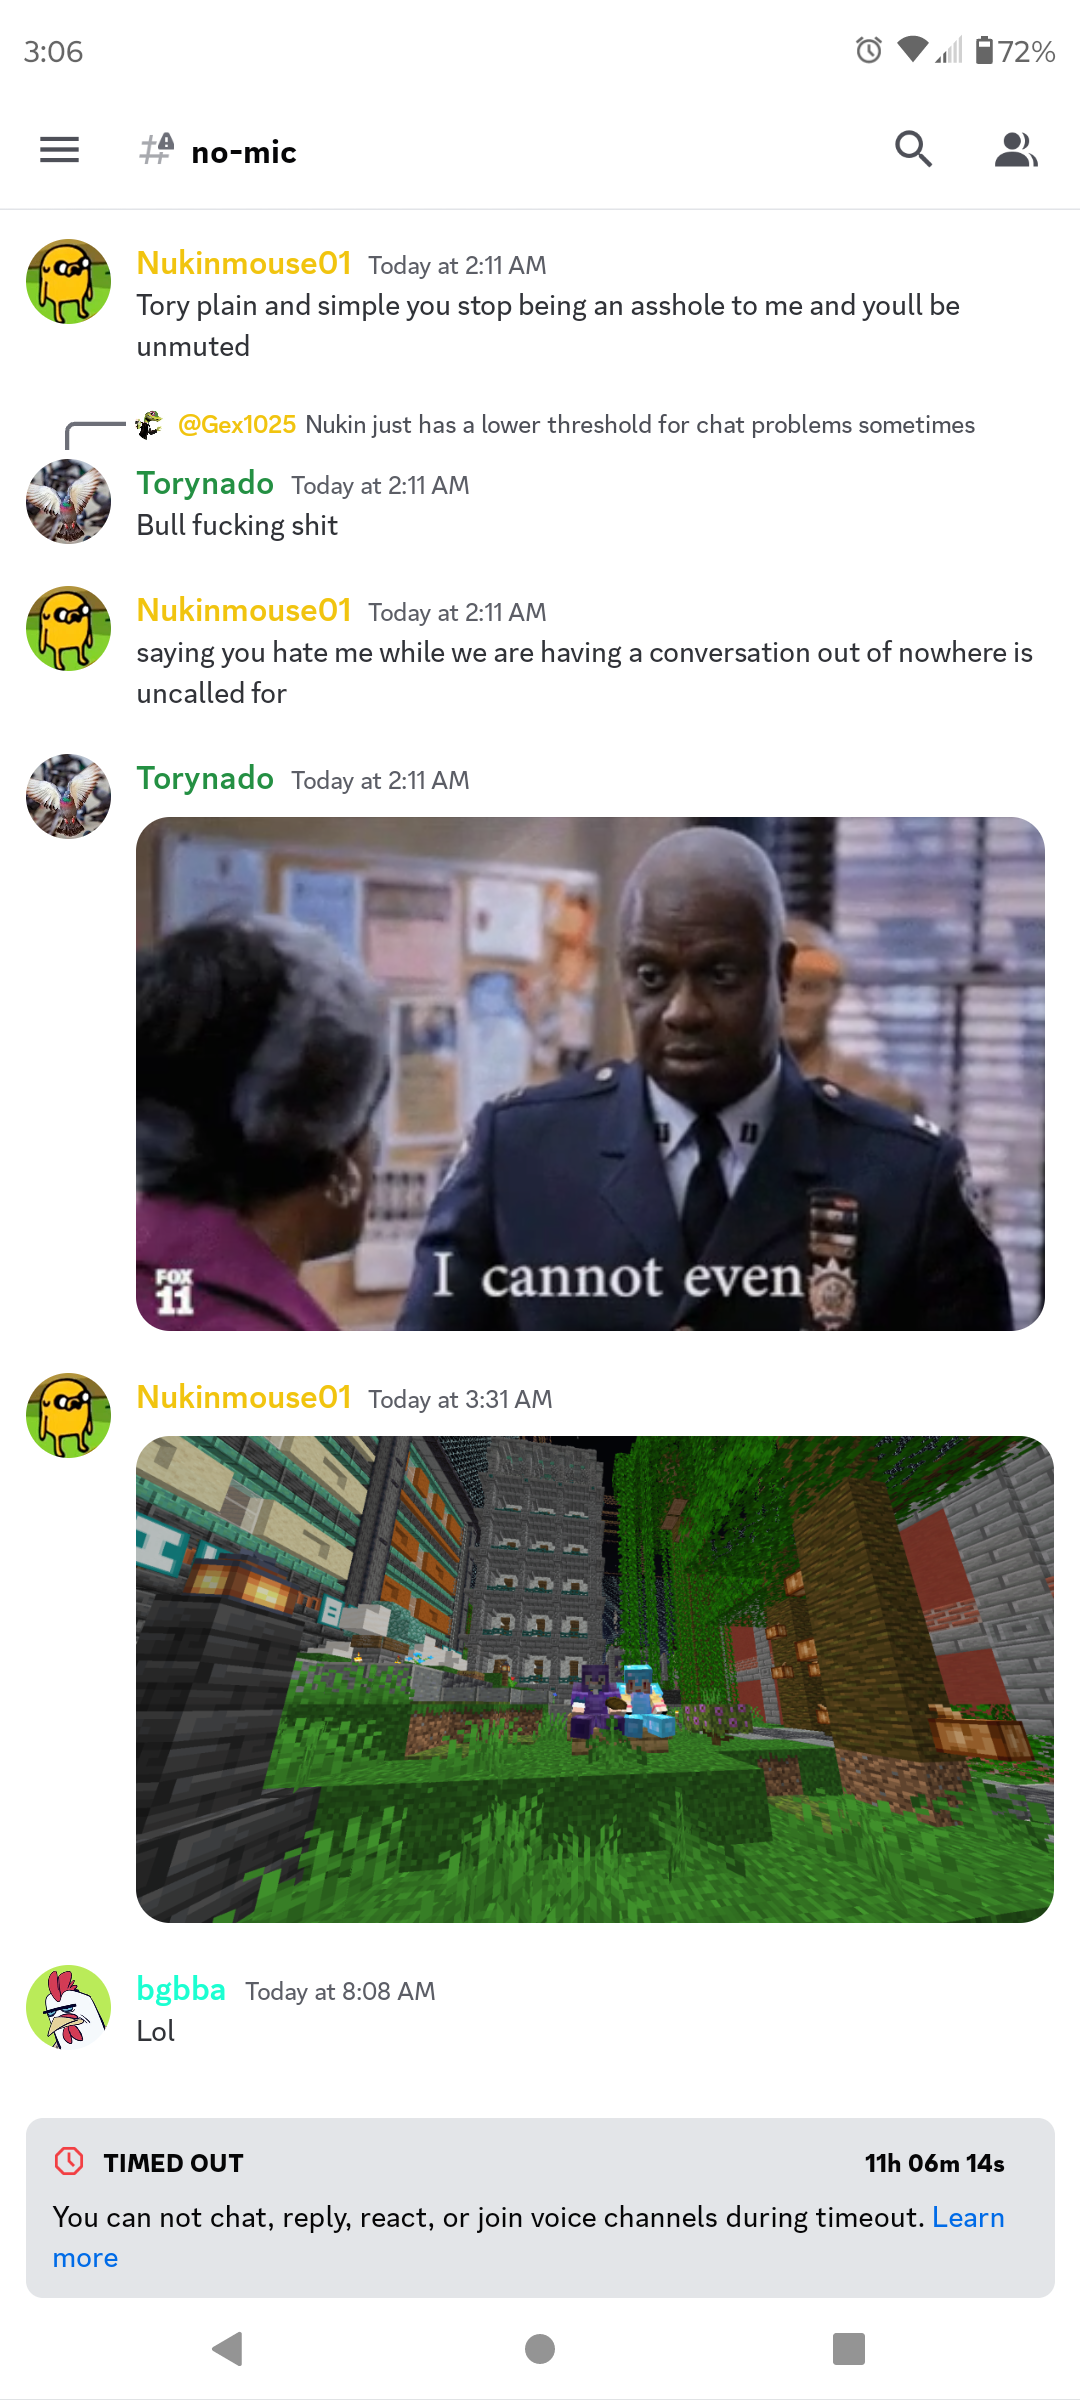 3:06
72%
no-mic
Nukinmouse01 Today at 2:11 AM
Tory plain and simple you stop being an asshole to me and youll be
unmuted
@Gex1025 Nukin just has a lower threshold for chat problems sometimes
Torynado Today at 2:11 AM
Bull fucking shit
Nukinmouse01 Today at 2:11 AM
saying you hate me while we are having a conversation out of nowhere is
uncalled for
Torynado Today at 2:11 AM
I cannot even
FOX
11
Nukinmouse01 Today at 3:31 AM
bgbba Today at 8:08 AM
Lol
TIMED OUT 11h 06m 14s
You can not chat, reply, react, or join voice channels during timeout. Learn
more